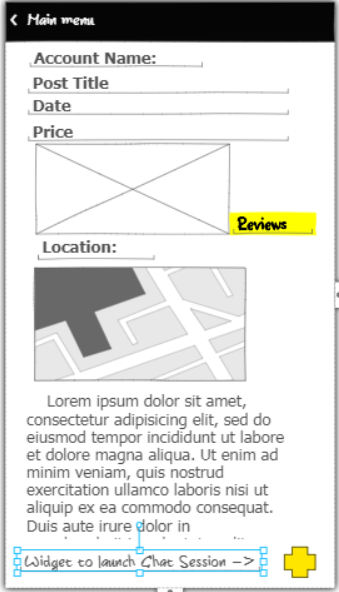 < Main menu
Account Name:
Post Title
Date
Price
Reviews
Location:
Lorem ipsum dolor sit amet,
consectetur adipisicing elit, sed do
eiusmod tempor incididunt ut labore
et dolore magna aliqua. Ut enim ad
minim veniam, quis nostrud
exercitation ullamco laboris nisi ut
aliquip ex ea commodo consequat.
Duis aute irure dolor in
Widget to launch Chat Session -->